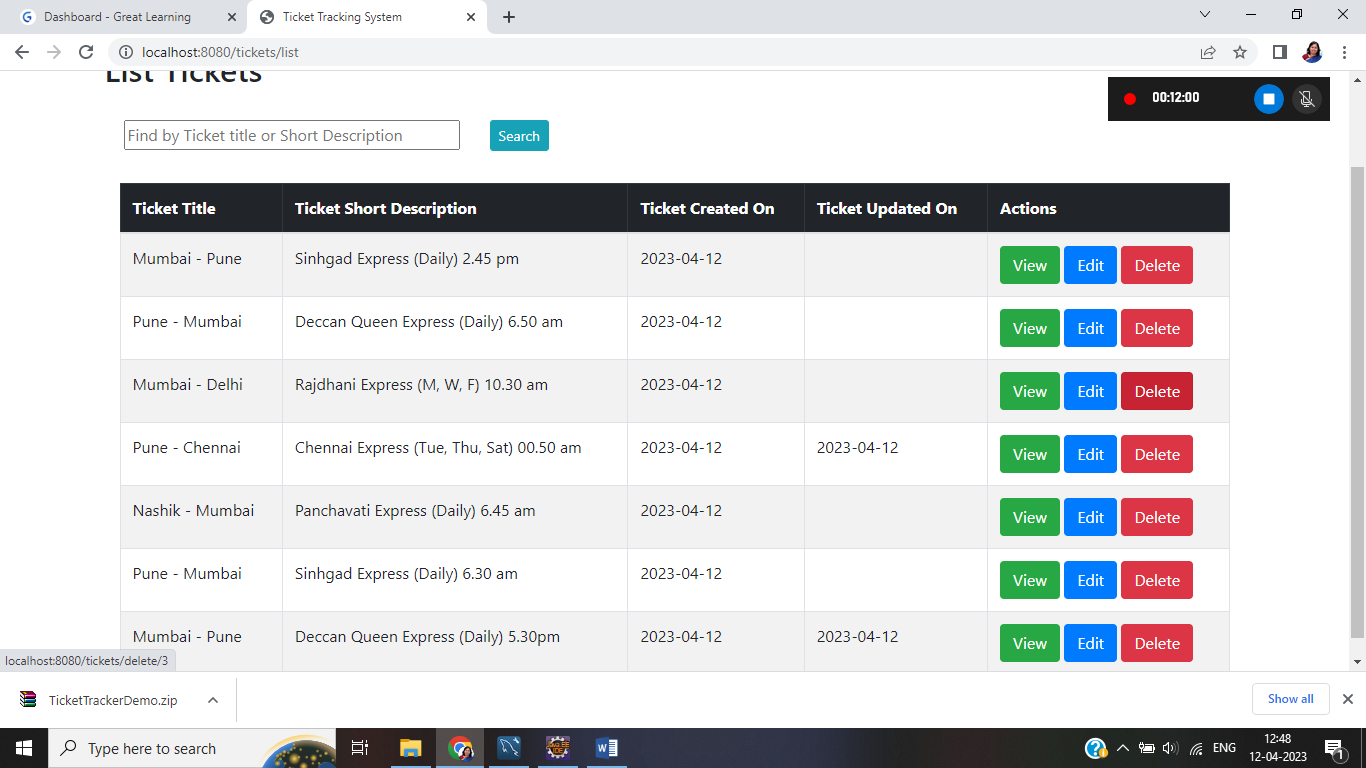 Dashboard - Great Learning
Ticket Tracking System
localhost:8080/tickets/list
List Tickets
00:12:00
Find by Ticket title or Short Description Search
Ticket Title Ticket Short Description Ticket Created On Ticket Updated On Actions
Mumbai - Pune Sinhgad Express (Daily) 2.45 pm 2023-04-12 View Edit Delete
Pune - Mumbai Deccan Queen Express (Daily) 6.50 am 2023-04-12 View Edit Delete
Mumbai - Delhi Rajdhani Express (M, W, F) 10.30 am 2023-04-12 View Edit Delete
Pune - Chennai Chennai Express (Tue, Thu, Sat) 00.50 am 2023-04-12 2023-04-12 View Edit Delete
Nashik - Mumbai Panchavati Express (Daily) 6.45 am 2023-04-12 View Edit Delete
Pune - Mumbai Sinhgad Express (Daily) 6.30 am 2023-04-12 View Edit Delete
Mumbai - Pune Deccan Queen Express (Daily) 5.30pm 2023-04-12 2023-04-12 View Edit Delete
localhost:8080/tickets/delete/3
TicketTrackerDemo.zip Show all
Type here to search
ENG
12:48
12-04-2023
1